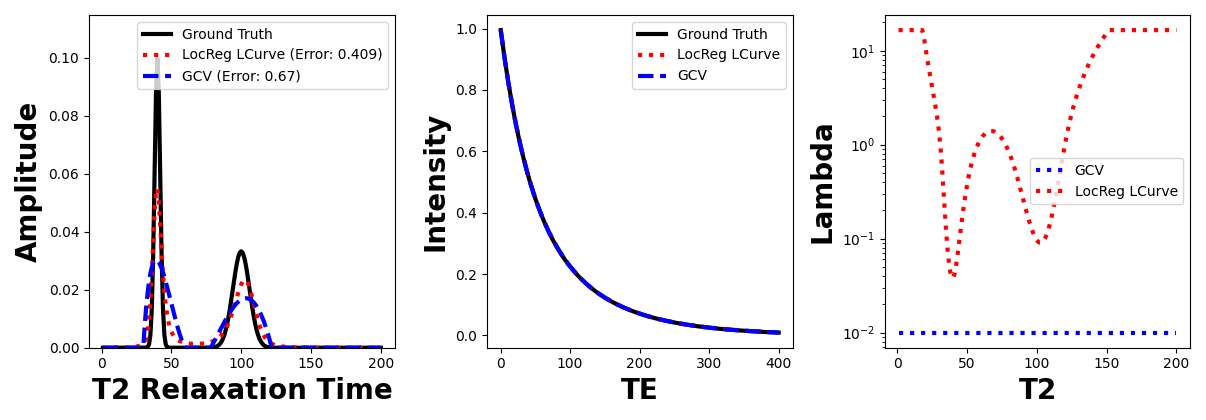 Amplitude
0.10
0.08
0.06
0.04
0.02
0.00
Ground Truth
LocReg LCurve (Error: 0.409)
GCV (Error: 0.67)
0 50 100 150 200
T2 Relaxation Time
Intensity
1.0
0.8
0.6
0.4
0.2
0.0
Ground Truth
LocReg LCurve
GCV
0 100 200 300 400
TE
Lambda
10¹
10⁰
10⁻¹
10⁻²
GCV
LocReg LCurve
0 50 100 150 200
T2